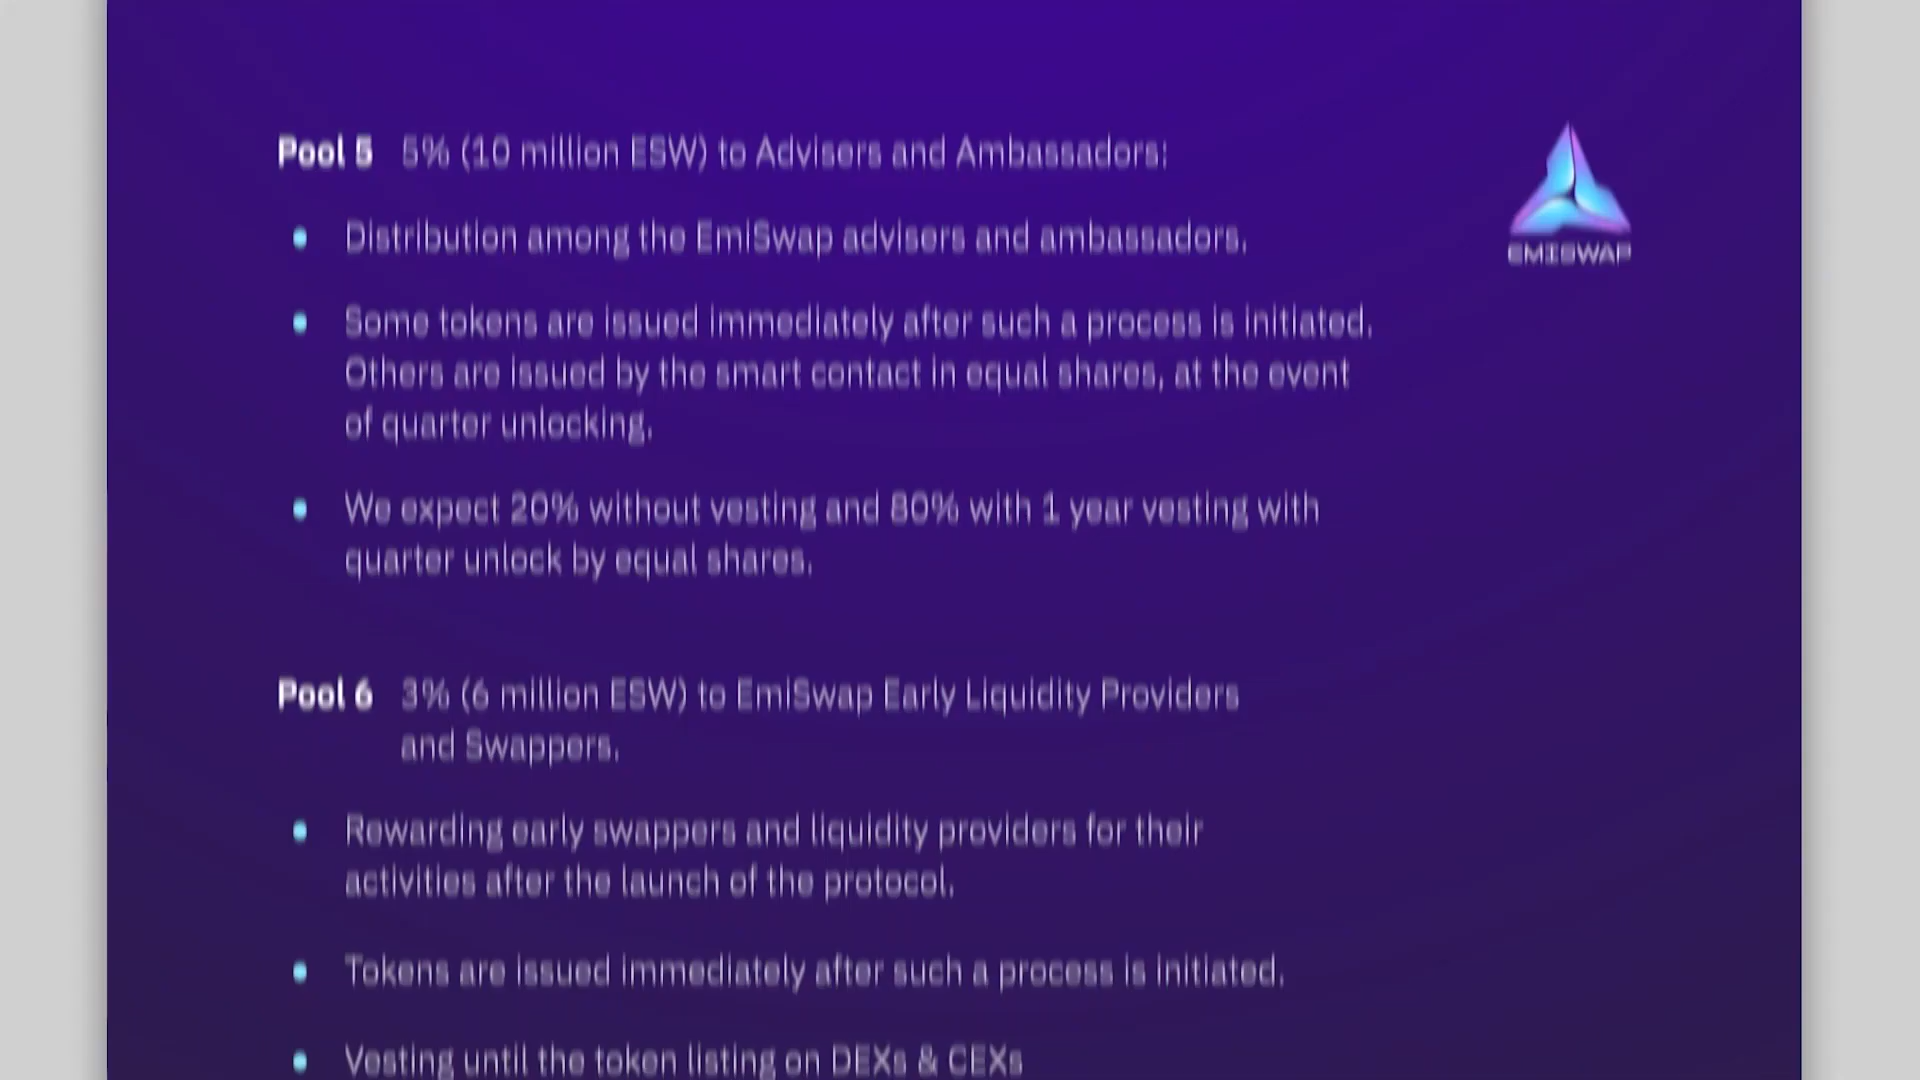 Pool 5 5% (10 million ESW) to Advisers and Ambassadors:
EMISWAP
Distribution among the EmiSwap advisers and ambassadors.
Some tokens are issued immediately after such a process is initiated.
Others are issued by the smart contact in equal shares, at the event
of quarter unlocking.
We expect 20% without vesting and 80% with 1 year vesting with
quarter unlock by equal shares.
Pool 6 3% (6 million ESW) to EmiSwap Early Liquidity Providers
and Swappers.
Rewarding early swappers and liquidity providers for their
activities after the launch of the protocol.
Tokens are issued immediately after such a process is initiated.
Vesting until the token listing on DEXs & CEXs